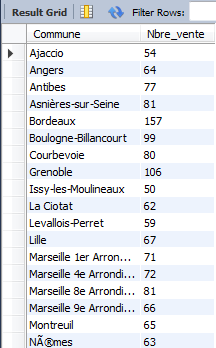 Result Grid Filter Rows:
Commune Nbre_vente
Ajaccio 54
Angers 64
Antibes 77
Asnières-sur-Seine 81
Bordeaux 157
Boulogne-Billancourt 99
Courbevoie 80
Grenoble 106
Issy-les-Moulineaux 50
La Ciotat 62
Levallois-Perret 59
Lille 67
Marseille 1er Arron... 71
Marseille 4e Arrondi... 72
Marseille 8e Arrondi... 81
Marseille 9e Arrondi... 66
Montreuil 65
NÃ®mes 63